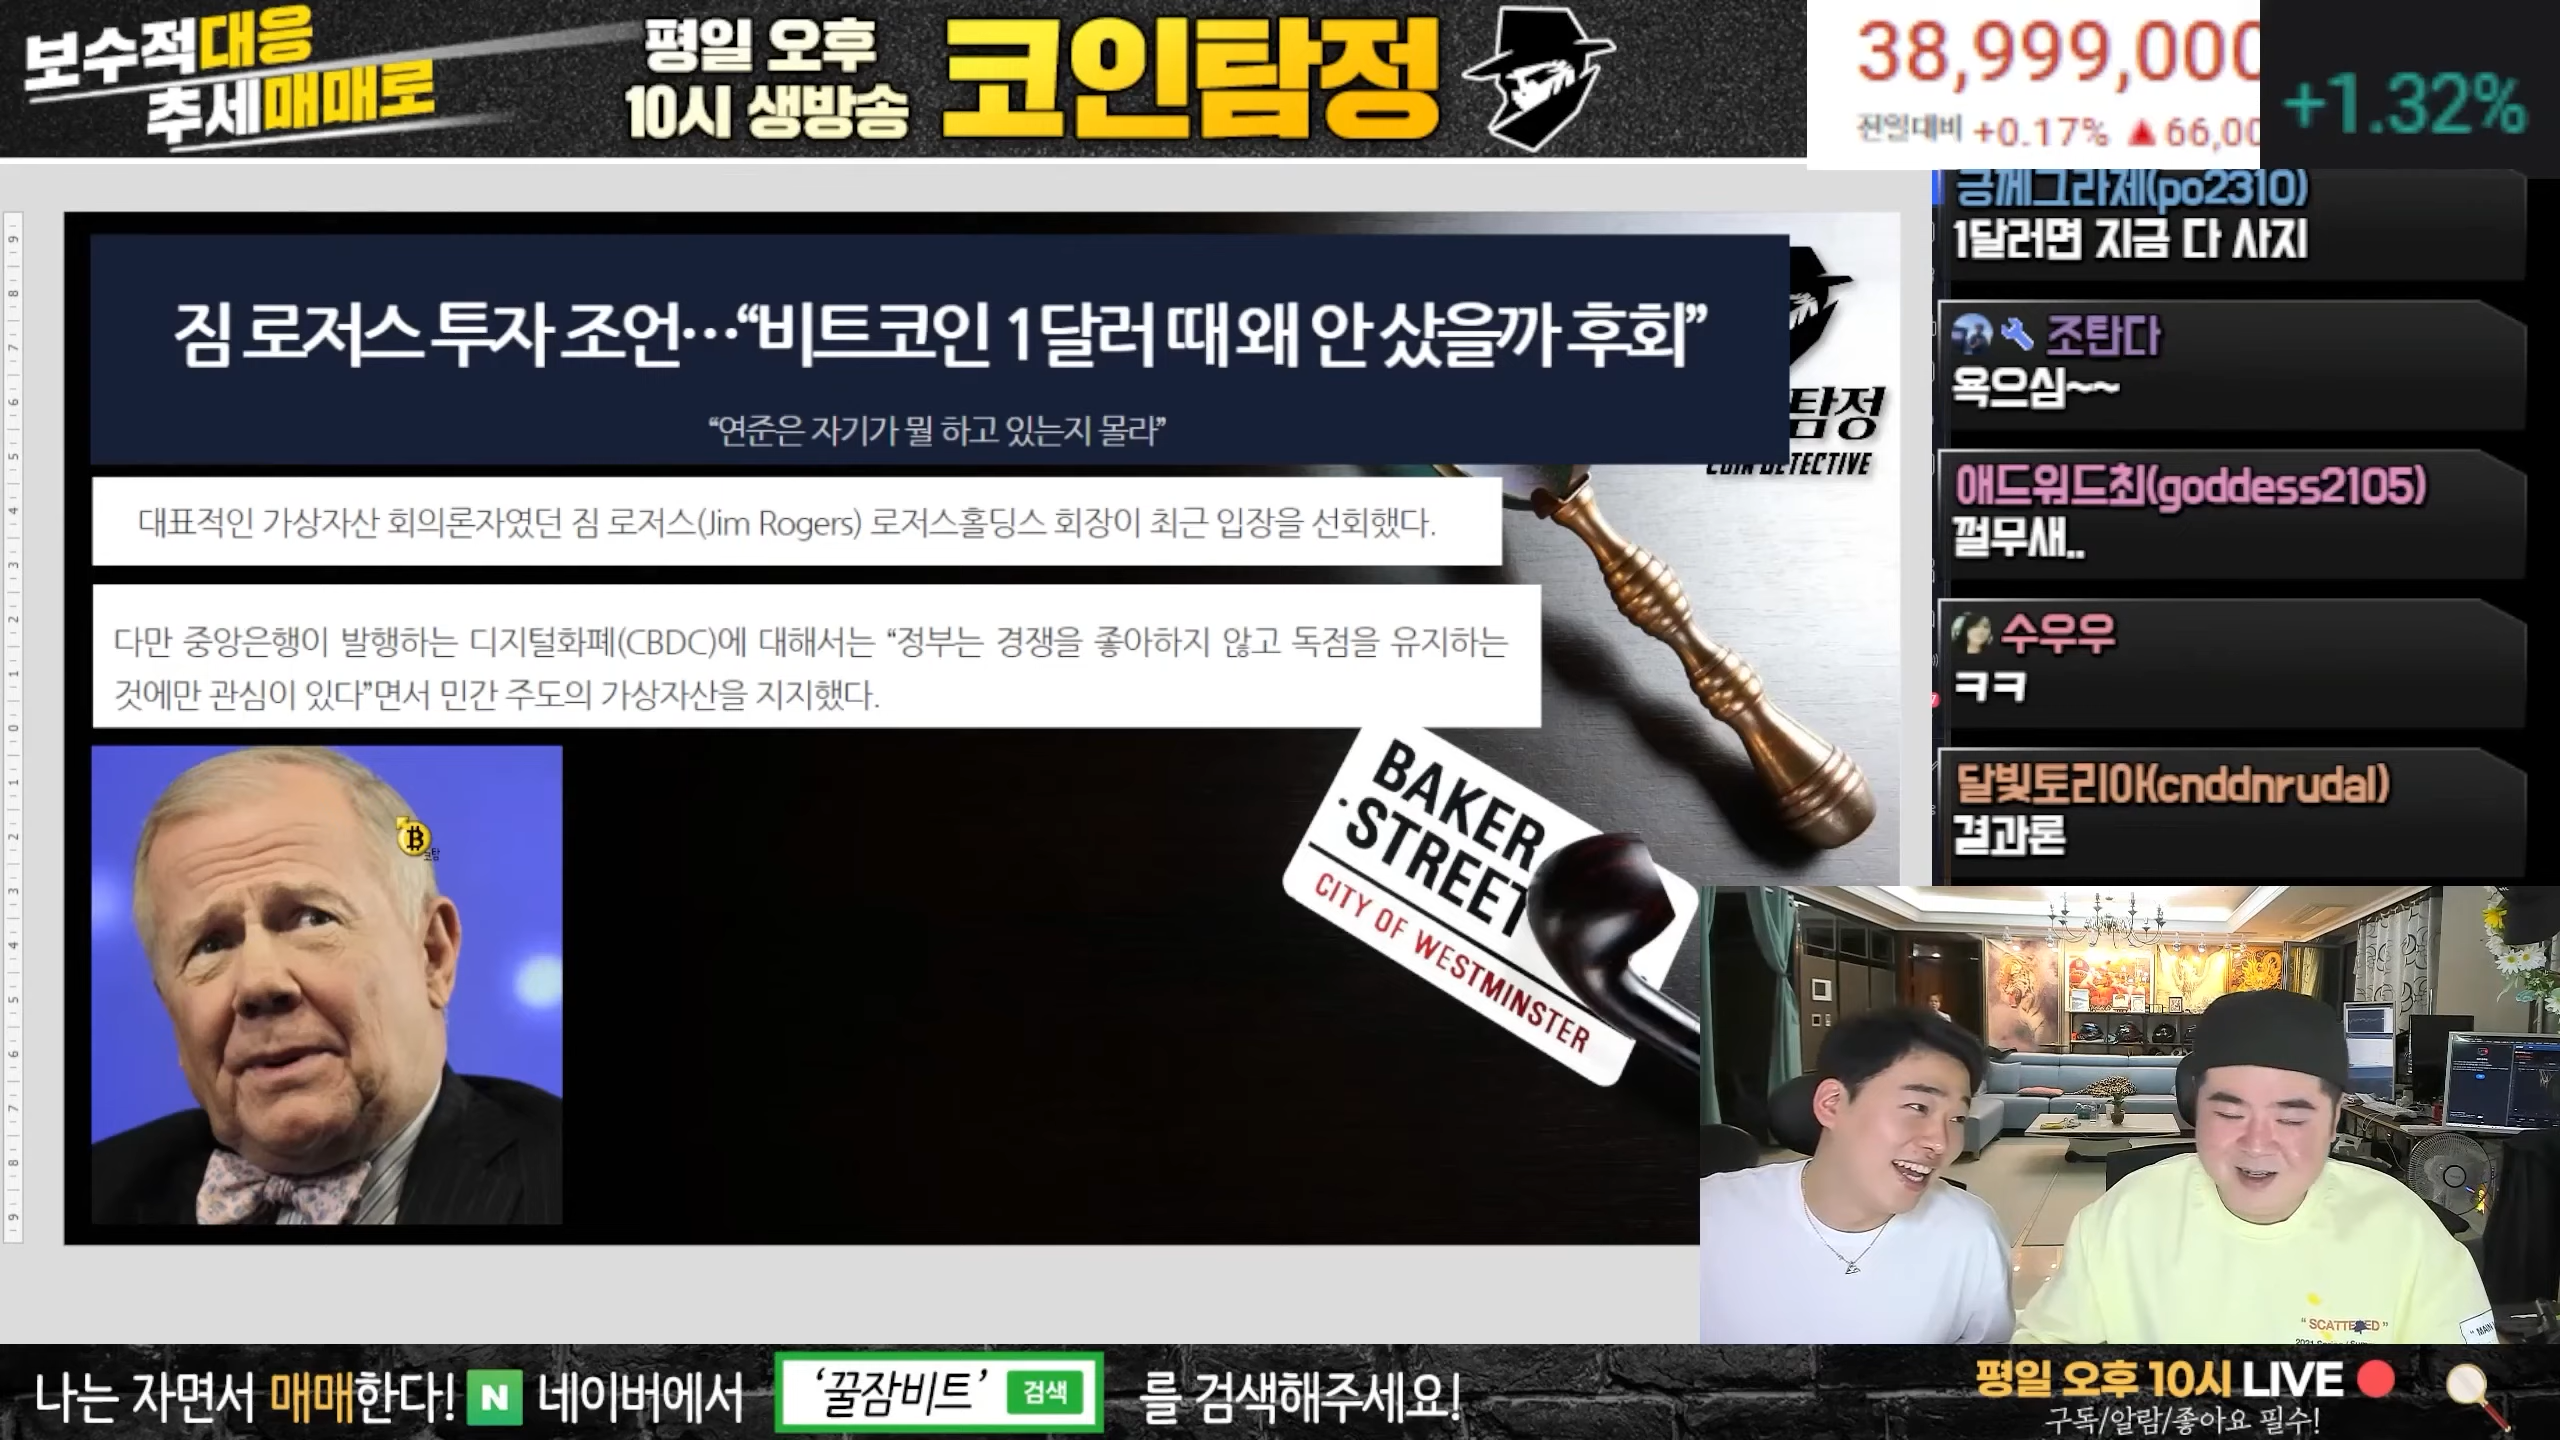 보수적대응
추세매매로
평일 오후
10시 생방송
코인탐정
38,999,000
전일대비 +0.17% ▲ 66,00
+1.32%
짐 로저스 투자 조언…“비트코인 1달러 때 왜 안 샀을까 후회”
“연준은 자기가 뭘 하고 있는지 몰라”
탐정
COIN DETECTIVE
대표적인 가상자산 회의론자였던 짐 로저스(Jim Rogers) 로저스홀딩스 회장이 최근 입장을 선회했다.
다만 중앙은행이 발행하는 디지털화폐(CBDC)에 대해서는 “정부는 경쟁을 좋아하지 않고 독점을 유지하는
것에만 관심이 있다”면서 민간 주도의 가상자산을 지지했다.
코탐
BAKER
STREET
CITY OF WESTMINSTER
긍께그라제(po2310)
1달러면 지금 다 사지
조탄다
욕으심~~
애드워드최(goddess2105)
껄무새..
수우우
ㅋㅋ
달빛토리아(cnddnrudal)
결과론
“SCATTERED”
나는 자면서 매매한다! N 네이버에서 ‘꿀잠비트’ 검색 를 검색해주세요!
평일 오후 10시 LIVE
구독/알람/좋아요 필수!